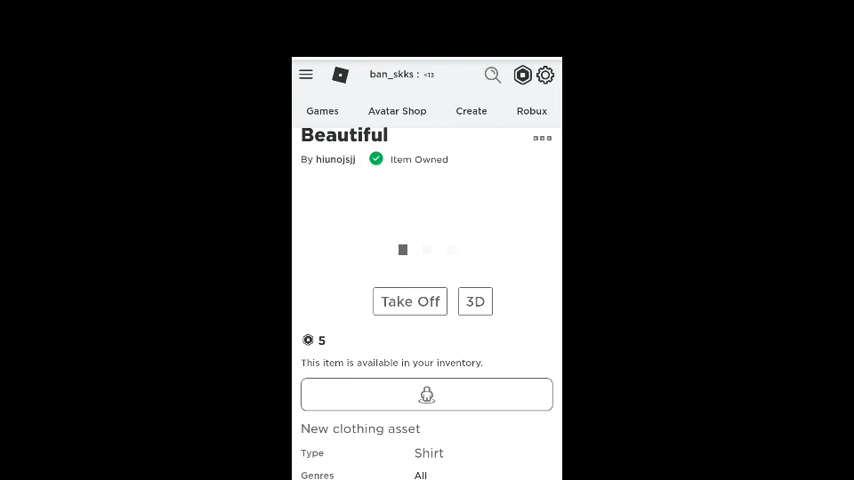 ban_skks : <13
Games Avatar Shop Create Robux
Beautiful
By hiunojsjj Item Owned
Take Off 3D
5
This item is available in your inventory.
New clothing asset
Type Shirt
Genres All